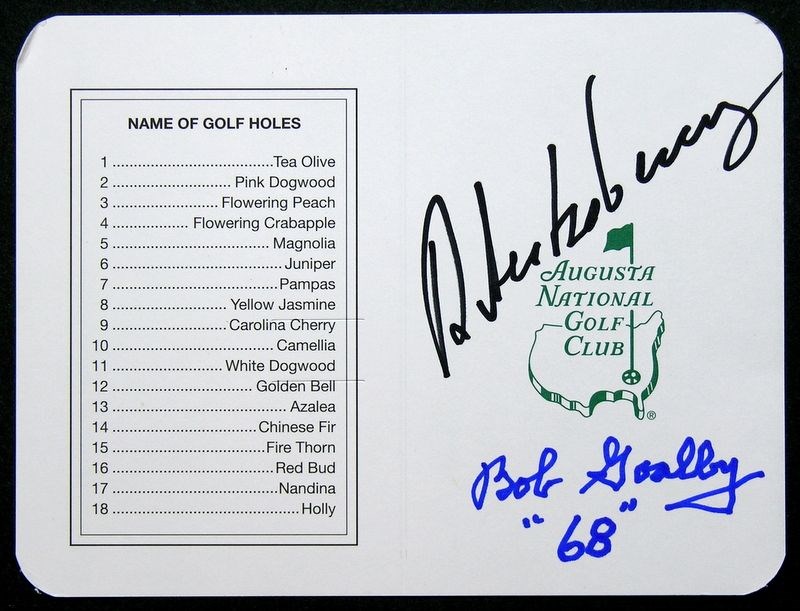 NAME OF GOLF HOLES
1 ........................................Tea Olive
2 ............................. Pink Dogwood
3 ............................. Flowering Peach
4 .................... Flowering Crabapple
5 ....................................... Magnolia
6 ..........................................Juniper
7 .........................................Pampas
8 ............................. Yellow Jasmine
9 .............................Carolina Cherry
10 ........................................ Camellia
11 ...........................White Dogwood
12 ................................... Golden Bell
13 ........................................... Azalea
14 ....................................Chinese Fir
15 ......................................Fire Thorn
16 ........................................Red Bud
17 .........................................Nandina
18 ..............................................Holly
AUGUSTA
NATIONAL
GOLF
CLUB
®
Bob Goalby
"68"